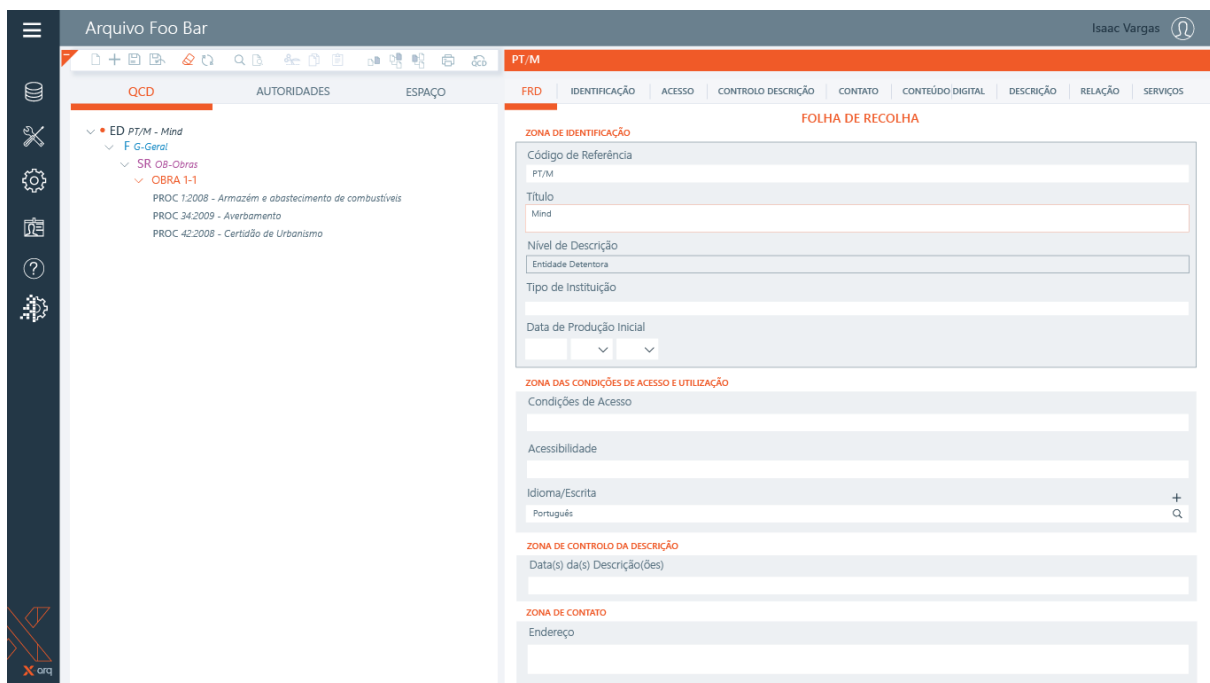 Arquivo Foo Bar
Isaac Vargas
QCD
PT/M
QCD AUTORIDADES ESPAÇO
FRD IDENTIFICAÇÃO ACESSO CONTROLO DESCRIÇÃO CONTATO CONTEÚDO DIGITAL DESCRIÇÃO RELAÇÃO SERVIÇOS
ED PT/M - Mind
F G-Geral
SR OB-Obras
OBRA 1-1
PROC 1:2008 - Armazém e abastecimento de combustíveis
PROC 34:2009 - Averbamento
PROC 42:2008 - Certidão de Urbanismo
FOLHA DE RECOLHA
ZONA DE IDENTIFICAÇÃO
Código de Referência
PT/M
Título
Mind
Nível de Descrição
Entidade Detentora
Tipo de Instituição
Data de Produção Inicial
ZONA DAS CONDIÇÕES DE ACESSO E UTILIZAÇÃO
Condições de Acesso
Acessibilidade
Idioma/Escrita
Português
ZONA DE CONTROLO DA DESCRIÇÃO
Data(s) da(s) Descrição(ões)
ZONA DE CONTATO
Endereço
X arq